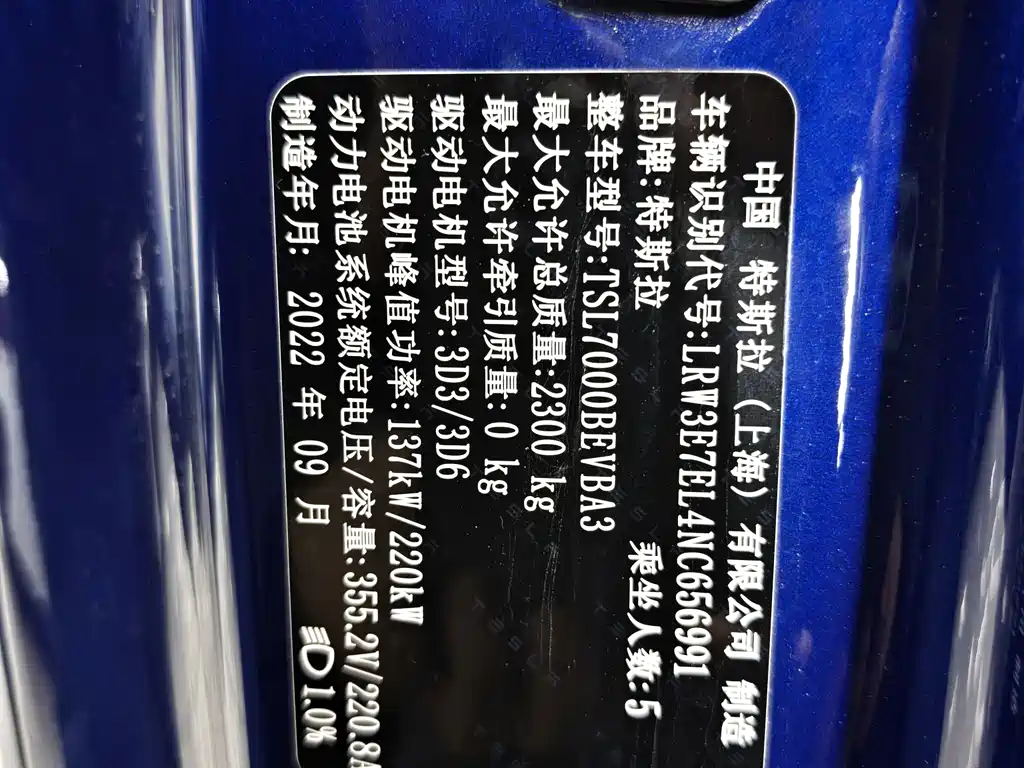 中国 特斯拉（上海）有限公司 制造
车辆识别代号:LRW3E7EL4NC656991
品牌:特斯拉 乘坐人数:5
整车型号:TSL7000BEVBA3
最大允许总质量:2300 kg
最大允许牵引质量:0 kg
驱动电机型号:3D3/3D6
驱动电机峰值功率:137kW/220kW
动力电池系统额定电压/容量:355.2V/220.8A
制造年月: 2022 年 09 月 1.0%